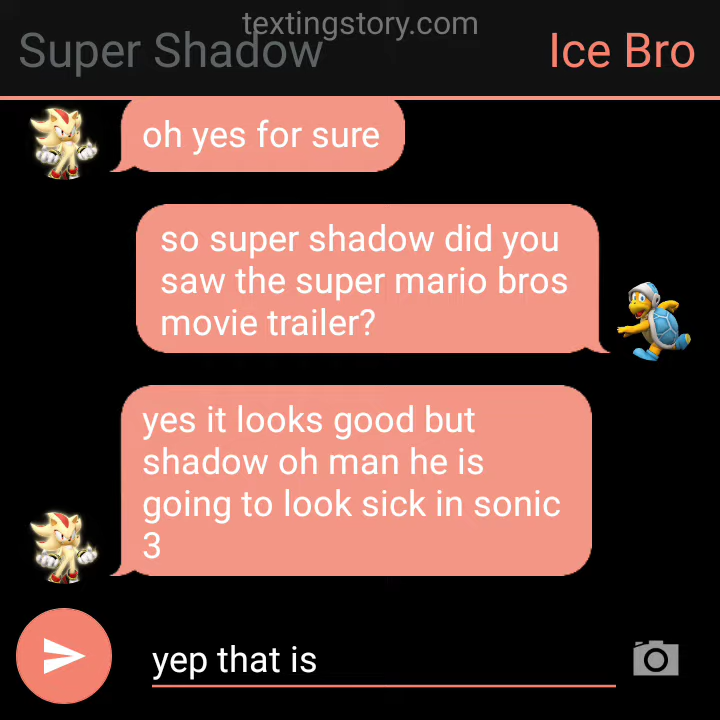 textingstory.com
Super Shadow
Ice Bro
oh yes for sure
so super shadow did you
saw the super mario bros
movie trailer?
yes it looks good but
shadow oh man he is
going to look sick in sonic
3
yep that is